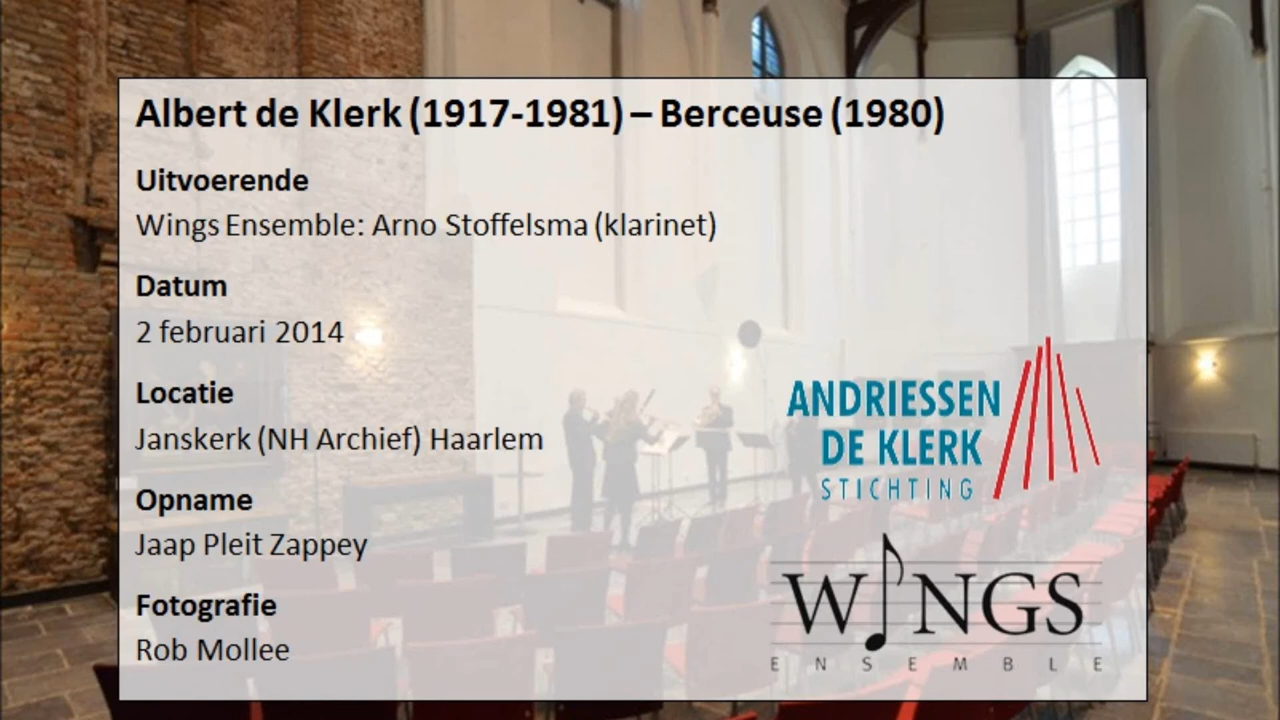 Albert de Klerk (1917-1981) – Berceuse (1980)
Uitvoerende
Wings Ensemble: Arno Stoffelsma (klarinet)
Datum
2 februari 2014
Locatie
Janskerk (NH Archief) Haarlem
Opname
Jaap Pleit Zappey
Fotografie
Rob Mollee
ANDRIESSEN
DE KLERK
STICHTING
WINGS
ENSEMBLE